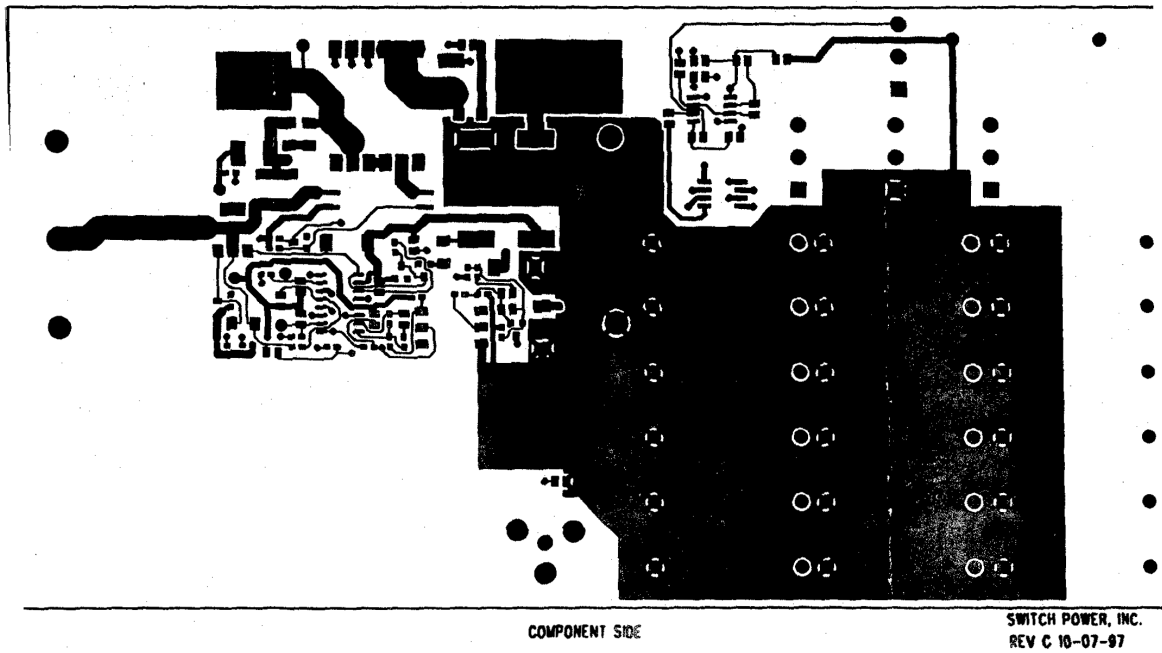 COMPONENT SIDE
SWITCH POWER, INC.
REV C 10-07-97